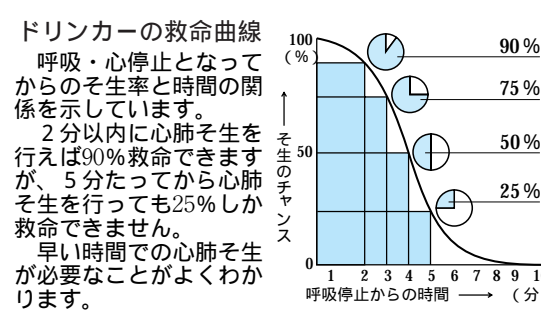 ドリンカーの救命曲線
呼吸・心停止となって
からのそ生率と時間の関
係を示しています。
２分以内に心肺そ生を
行えば90％救命できます
が、５分たってから心肺
そ生を行っても25％しか
救命できません。
早い時間での心肺そ生
が必要なことがよくわか
ります。
100
(％)
50
0
↑そ生のチャンス
90％
75％
50％
25％
1 2 3 4 5 6 7 8 9 1
呼吸停止からの時間 → （分